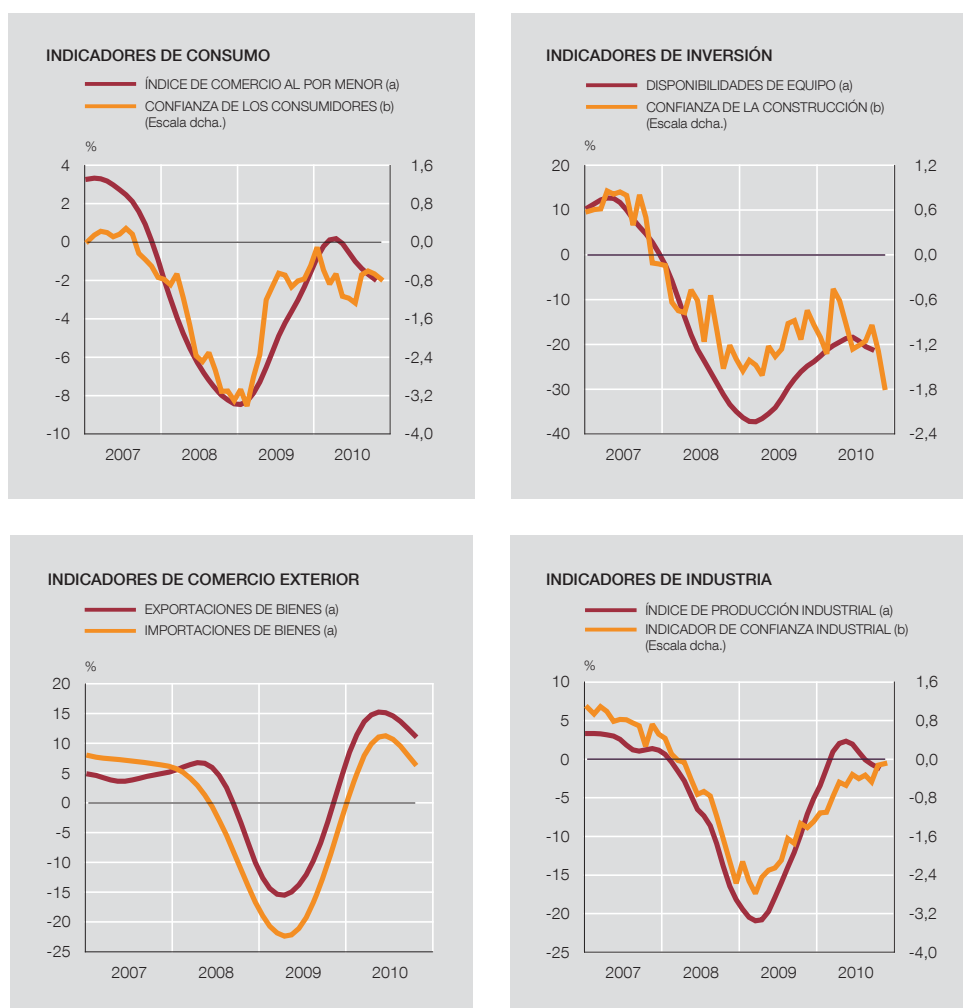 INDICADORES DE CONSUMO
ÍNDICE DE COMERCIO AL POR MENOR (a)
CONFIANZA DE LOS CONSUMIDORES (b)
(Escala dcha.)
%
4 1,6
2 0,8
0 0,0
-2 -0,8
-4 -1,6
-6 -2,4
-8 -3,2
-10 -4,0
2007 2008 2009 2010
INDICADORES DE INVERSIÓN
DISPONIBILIDADES DE EQUIPO (a)
CONFIANZA DE LA CONSTRUCCIÓN (b)
(Escala dcha.)
%
20 1,2
10 0,6
0 0,0
-10 -0,6
-20 -1,2
-30 -1,8
-40 -2,4
2007 2008 2009 2010
INDICADORES DE COMERCIO EXTERIOR
EXPORTACIONES DE BIENES (a)
IMPORTACIONES DE BIENES (a)
%
20
15
10
5
0
-5
-10
-15
-20
-25
2007 2008 2009 2010
INDICADORES DE INDUSTRIA
ÍNDICE DE PRODUCCIÓN INDUSTRIAL (a)
INDICADOR DE CONFIANZA INDUSTRIAL (b)
(Escala dcha.)
%
10 1,6
5 0,8
0 0,0
-5 -0,8
-10 -1,6
-15 -2,4
-20 -3,2
-25 -4,0
2007 2008 2009 2010